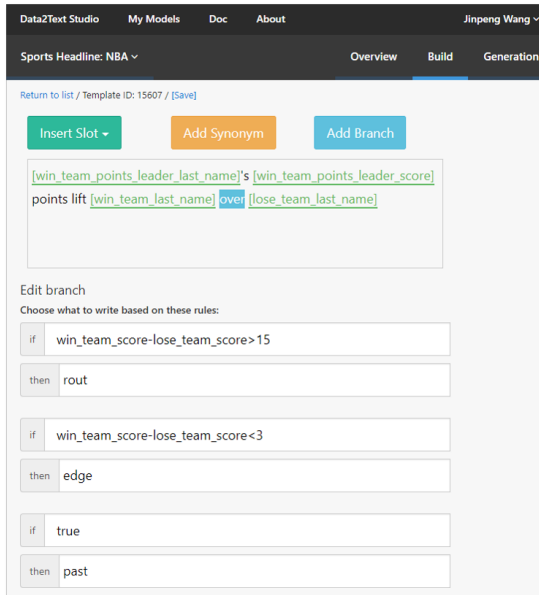 Data2Text Studio My Models Doc About Jinpeng Wang
Sports Headline: NBA Overview Build Generation
Return to list / Template ID: 15607 / [Save]
Insert Slot Add Synonym Add Branch
[win_team_points_leader_last_name]'s [win_team_points_leader_score]
points lift [win_team_last_name] over [lose_team_last_name]
Edit branch
Choose what to write based on these rules:
if win_team_score-lose_team_score>15
then rout
if win_team_score-lose_team_score<3
then edge
if true
then past